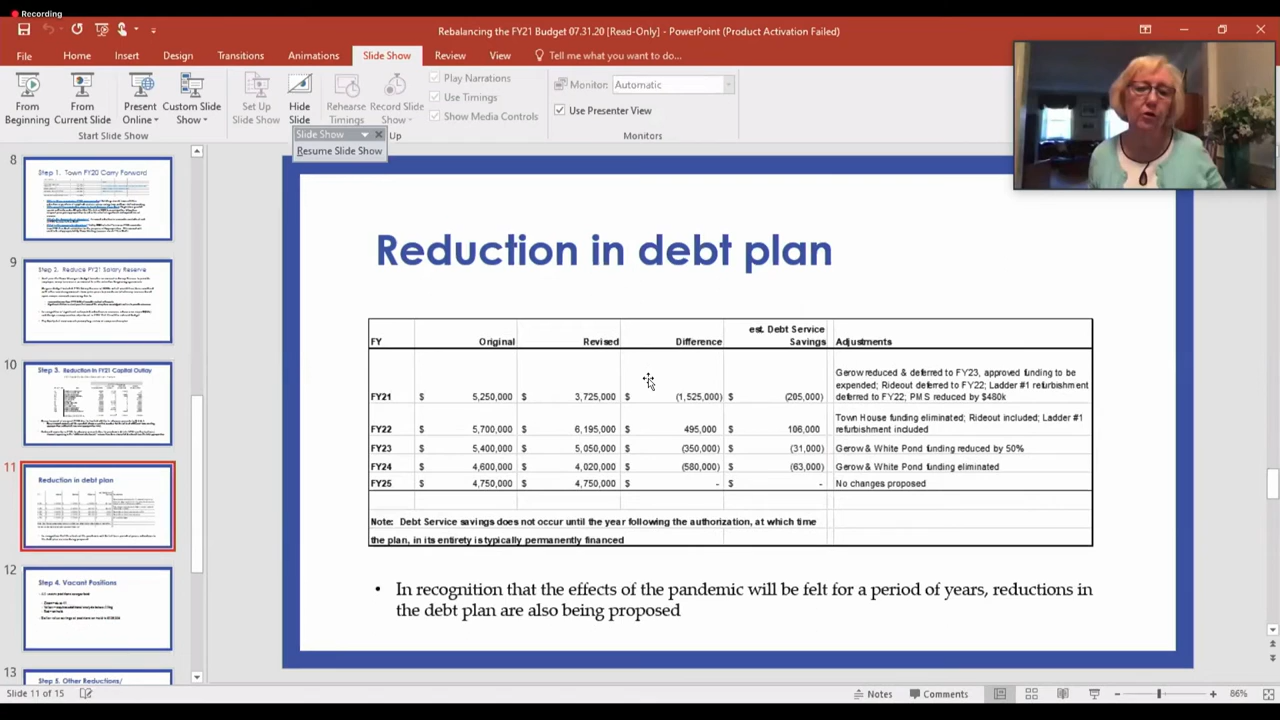 Recording
Rebalancing the FY21 Budget 07.31.20 [Read-Only] - PowerPoint (Product Activation Failed)
File Home Insert Design Transitions Animations Slide Show Review View Tell me what you want to do...
From Beginning
From Current Slide
Present Online
Custom Slide Show
Set Up Slide Show
Hide Slide
Rehearse Timings
Record Slide Show
Play Narrations
Use Timings
Show Media Controls
Monitor: Automatic
Use Presenter View
Start Slide Show
Up
Monitors
Slide Show
Resume Slide Show
8
Step 1. Town FY20 Carry Forward
9
Step 2. Reduce FY21 Salary Reserve
10
Step 3. Reduction in FY21 Capital Outlay
11
Reduction in debt plan
12
Step 4. Vacant Positions
13
Step 5. Other Reductions/
Reduction in debt plan
FY Original Revised Difference est. Debt Service Savings Adjustments
FY21 $ 5,250,000 $ 3,725,000 $ (1,525,000) $ (205,000) Gerow reduced & deferred to FY23, approved funding to be
expended; Rideout deferred to FY22; Ladder #1 refurbishment
deferred to FY22; PMS reduced by $480k
FY22 $ 5,700,000 $ 6,195,000 $ 495,000 $ 106,000 Town House funding eliminated; Rideout included; Ladder #1
refurbishment included
FY23 $ 5,400,000 $ 5,050,000 $ (350,000) $ (31,000) Gerow & White Pond funding reduced by 50%
FY24 $ 4,600,000 $ 4,020,000 $ (580,000) $ (63,000) Gerow & White Pond funding eliminated
FY25 $ 4,750,000 $ 4,750,000 $ - $ - No changes proposed
Note: Debt Service savings does not occur until the year following the authorization, at which time
the plan, in its entirety is typically permanently financed
• In recognition that the effects of the pandemic will be felt for a period of years, reductions in
the debt plan are also being proposed
Slide 11 of 15
Notes Comments 86%